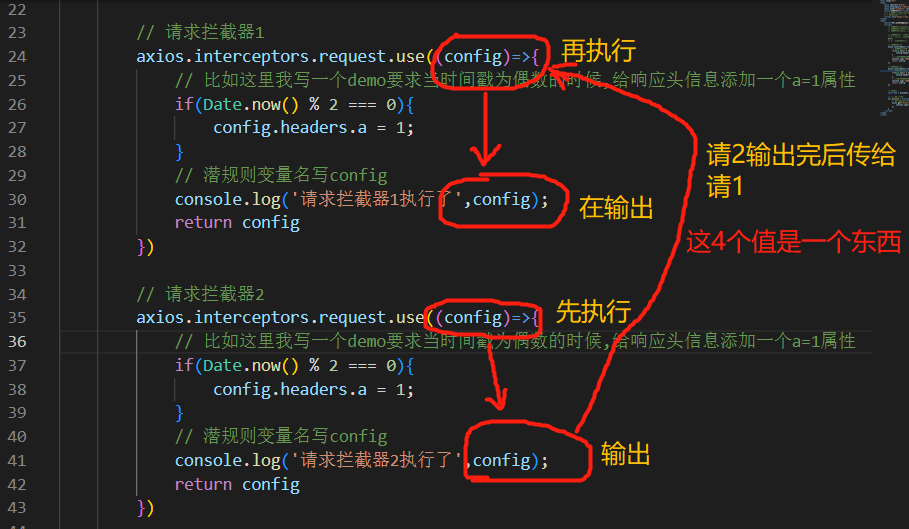 22
23 // 请求拦截器1
24 axios.interceptors.request.use((config)=>{ 再执行
25 // 比如这里我写一个demo要求当时间戳为偶数的时候,给响应头信息添加一个a=1属性
26 if(Date.now() % 2 === 0){
27 config.headers.a = 1;
28 }
29 // 潜规则变量名写config
30 console.log('请求拦截器1执行了',config); 在输出
31 return config
32 })
请2输出完后传给
请1
这4个值是一个东西
33
34 // 请求拦截器2
35 axios.interceptors.request.use((config)=>{ 先执行
36 // 比如这里我写一个demo要求当时间戳为偶数的时候,给响应头信息添加一个a=1属性
37 if(Date.now() % 2 === 0){
38 config.headers.a = 1;
39 }
40 // 潜规则变量名写config
41 console.log('请求拦截器2执行了',config); 输出
42 return config
43 })